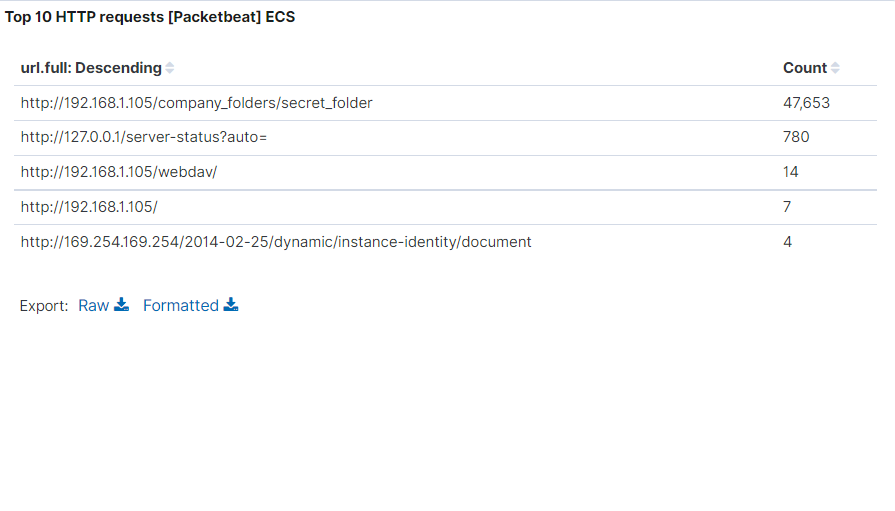 Top 10 HTTP requests [Packetbeat] ECS
url.full: Descending Count
http://192.168.1.105/company_folders/secret_folder 47,653
http://127.0.0.1/server-status?auto= 780
http://192.168.1.105/webdav/ 14
http://192.168.1.105/ 7
http://169.254.169.254/2014-02-25/dynamic/instance-identity/document 4
Export: Raw Formatted